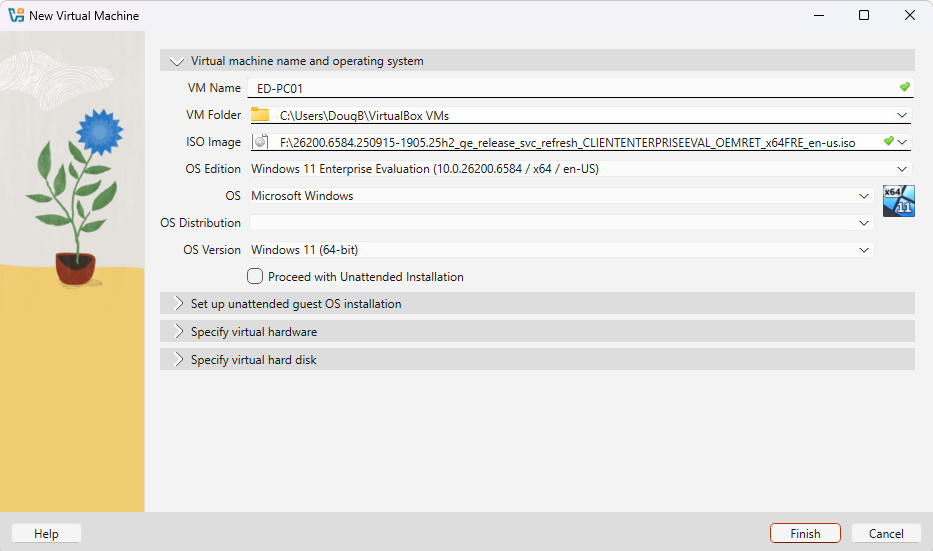 New Virtual Machine
Virtual machine name and operating system
VM Name ED-PC01
VM Folder C:\Users\DougB\VirtualBox VMs
ISO Image F:\26200.6584.250915-1905.25h2_ge_release_svc_refresh_CLIENTENTERPRISEEVAL_OEMRET_x64FRE_en-us.iso
OS Edition Windows 11 Enterprise Evaluation (10.0.26200.6584 / x64 / en-US)
OS Microsoft Windows
x64
11
OS Distribution
OS Version Windows 11 (64-bit)
Proceed with Unattended Installation
Set up unattended guest OS installation
Specify virtual hardware
Specify virtual hard disk
Help Finish Cancel